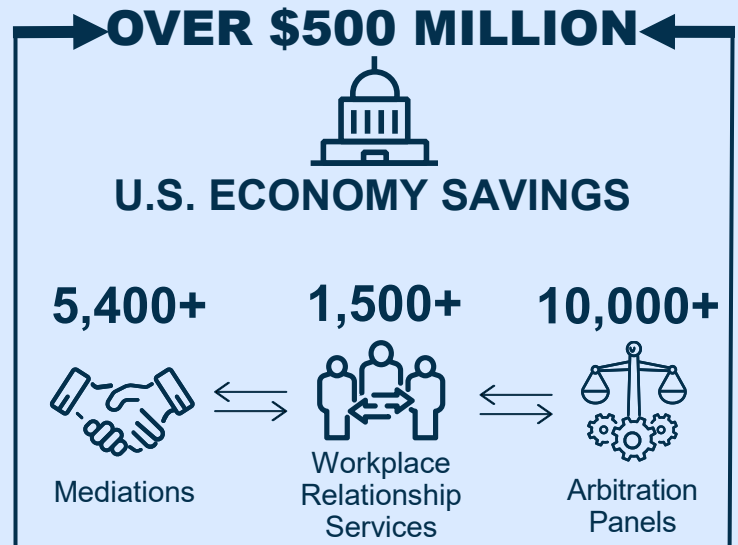 OVER $500 MILLION
U.S. ECONOMY SAVINGS
5,400+
Mediations
1,500+
Workplace
Relationship
Services
10,000+
Arbitration
Panels